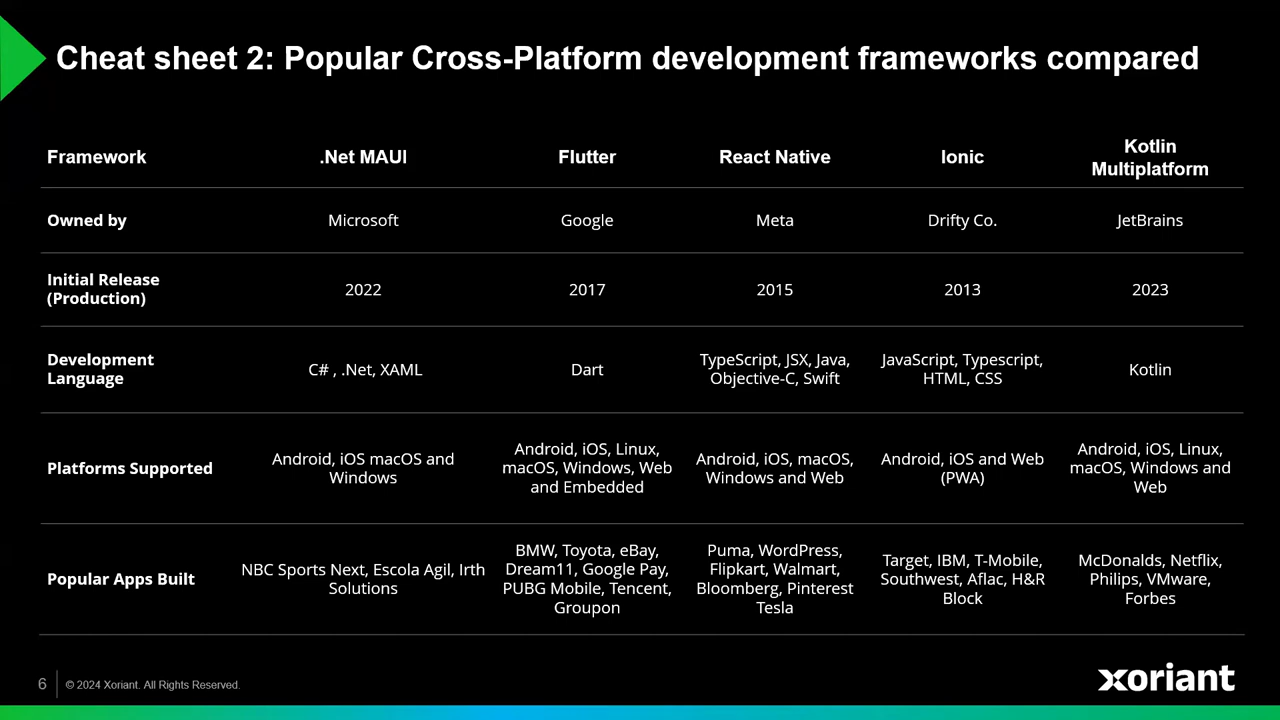 Cheat sheet 2: Popular Cross-Platform development frameworks compared
Framework
.Net MAUI
Flutter
React Native
Ionic
Kotlin
Multiplatform
Owned by
Microsoft
Google
Meta
Drifty Co.
JetBrains
Initial Release
(Production)
2022
2017
2015
2013
2023
Development
Language
C# , .Net, XAML
Dart
TypeScript, JSX, Java,
Objective-C, Swift
JavaScript, Typescript,
HTML, CSS
Kotlin
Platforms Supported
Android, iOS macOS and
Windows
Android, iOS, Linux,
macOS, Windows, Web
and Embedded
Android, iOS, macOS,
Windows and Web
Android, iOS and Web
(PWA)
Android, iOS, Linux,
macOS, Windows and
Web
Popular Apps Built
NBC Sports Next, Escola Agil, Irth
Solutions
BMW, Toyota, eBay,
Dream11, Google Pay,
PUBG Mobile, Tencent,
Groupon
Puma, WordPress,
Flipkart, Walmart,
Bloomberg, Pinterest
Tesla
Target, IBM, T-Mobile,
Southwest, Aflac, H&R
Block
McDonalds, Netflix,
Philips, VMware,
Forbes
6
© 2024 Xoriant. All Rights Reserved.
xoriant